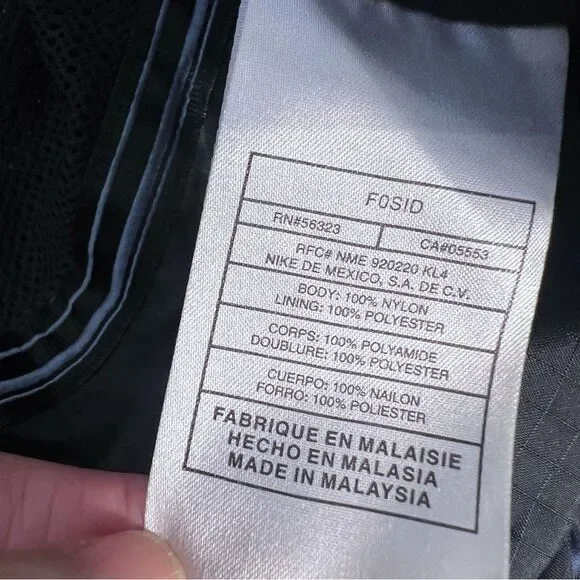 F0SID
RN#56323 CA#05553
RFC# NME 920220 KL4
NIKE DE MEXICO, S.A. DE C.V.
BODY: 100% NYLON
LINING: 100% POLYESTER
CORPS: 100% POLYAMIDE
DOUBLURE: 100% POLYESTER
CUERPO: 100% NAILON
FORRO: 100% POLIESTER
FABRIQUE EN MALAISIE
HECHO EN MALASIA
MADE IN MALAYSIA